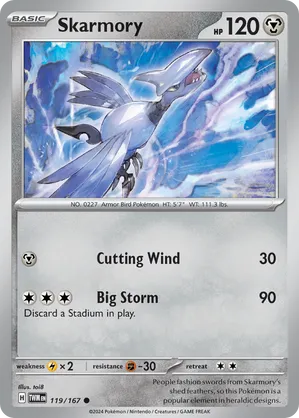 BASIC
Skarmory HP 120
NO. 0227 Armor Bird Pokémon HT: 5'7" WT: 111.3 lbs.
Cutting Wind 30
Big Storm 90
Discard a Stadium in play.
weakness ×2 resistance -30 retreat
Illus. toi8
H TWM EN 119/167
People fashion swords from Skarmory's
shed feathers, so this Pokémon is a
popular element in heraldic designs.
©2024 Pokémon / Nintendo / Creatures / GAME FREAK